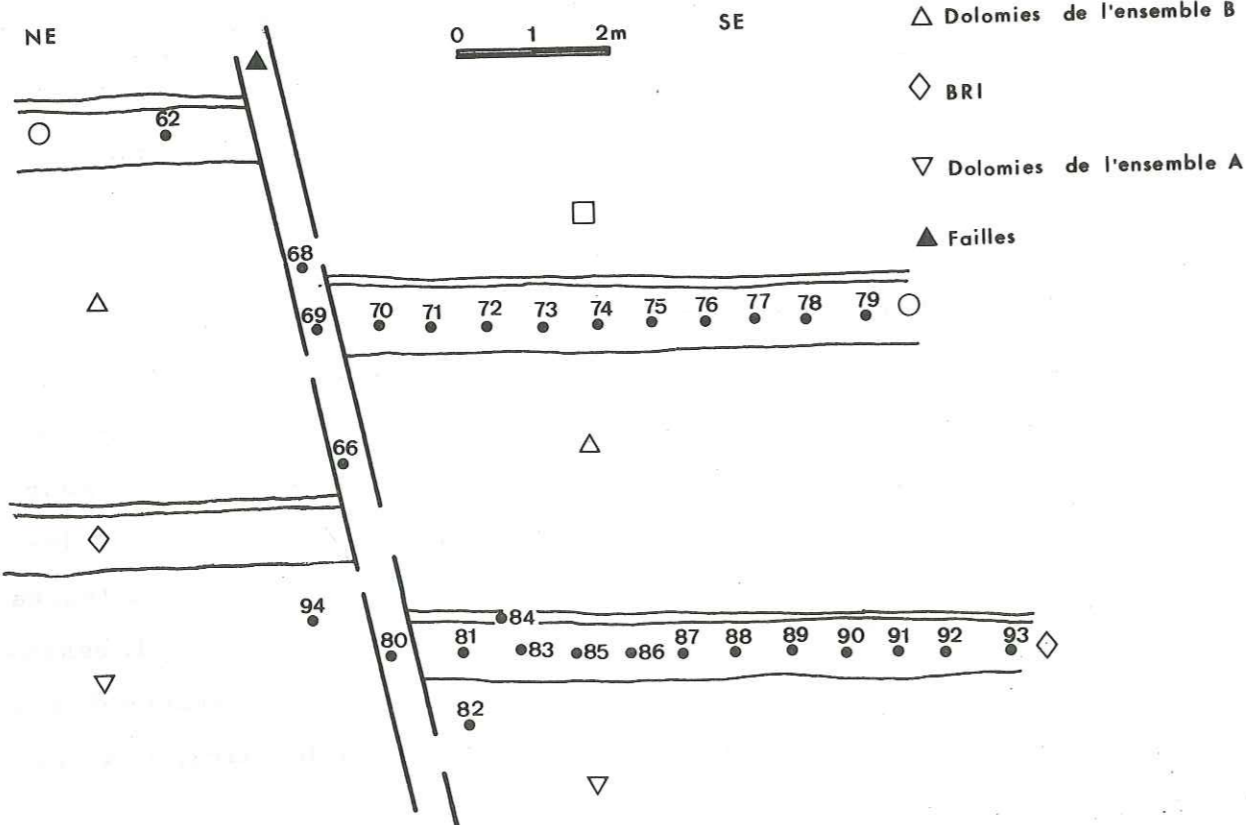 NE
0 1 2m
SE
Dolomies de l'ensemble B
BRI
Dolomies de l'ensemble A
Failles
62
68
69
70 71 72 73 74 75 76 77 78 79
66
94
84
80 81 83 85 86 87 88 89 90 91 92 93
82